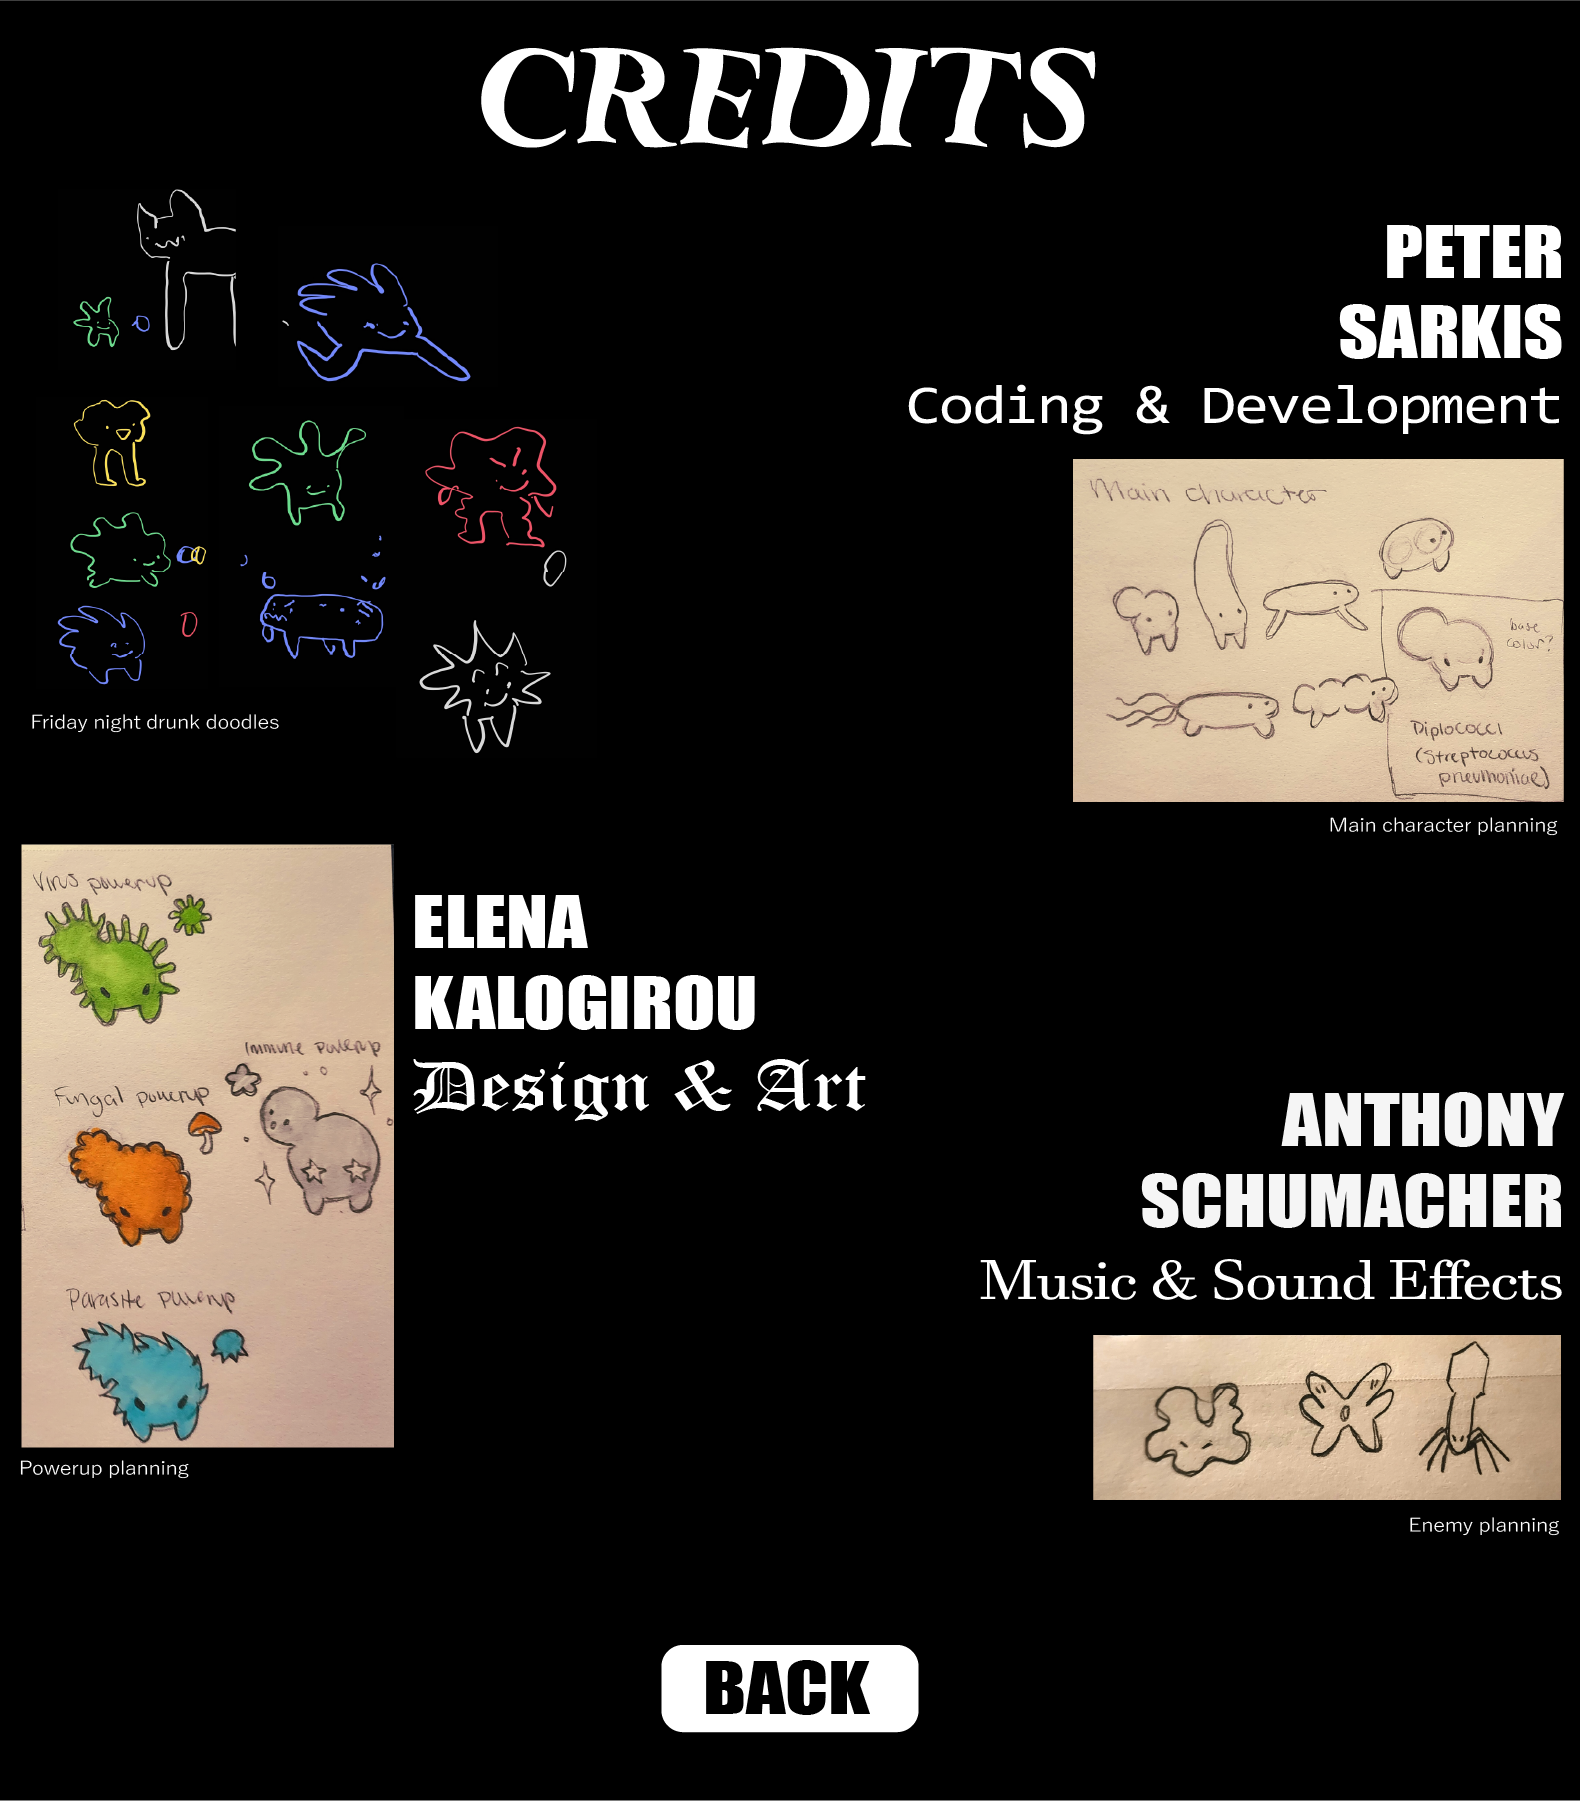 CREDITS
PETER
SARKIS
Coding & Development
Main character
base
color?
Diplococci
(Streptococcus
pneumoniae)
Friday night drunk doodles
Main character planning
Virus powerup
ELENA
KALOGIROU
Design & Art
Immune powerup
Fungal powerup
Parasite powerup
Powerup planning
ANTHONY
SCHUMACHER
Music & Sound Effects
Enemy planning
BACK